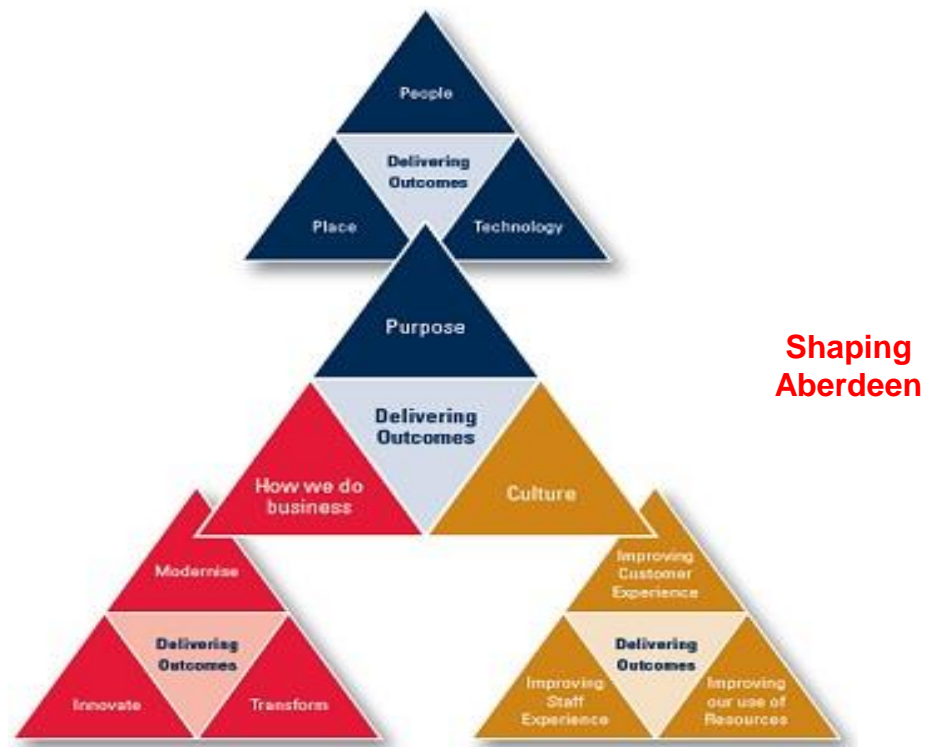 People
Delivering
Outcomes
Place
Technology
Purpose
Shaping
Aberdeen
Delivering
Outcomes
How we do
business
Culture
Modernise
Delivering
Outcomes
Innovate
Transform
Improving
Customer
Experience
Delivering
Outcomes
Improving
Staff
Experience
Improving
our use of
Resources